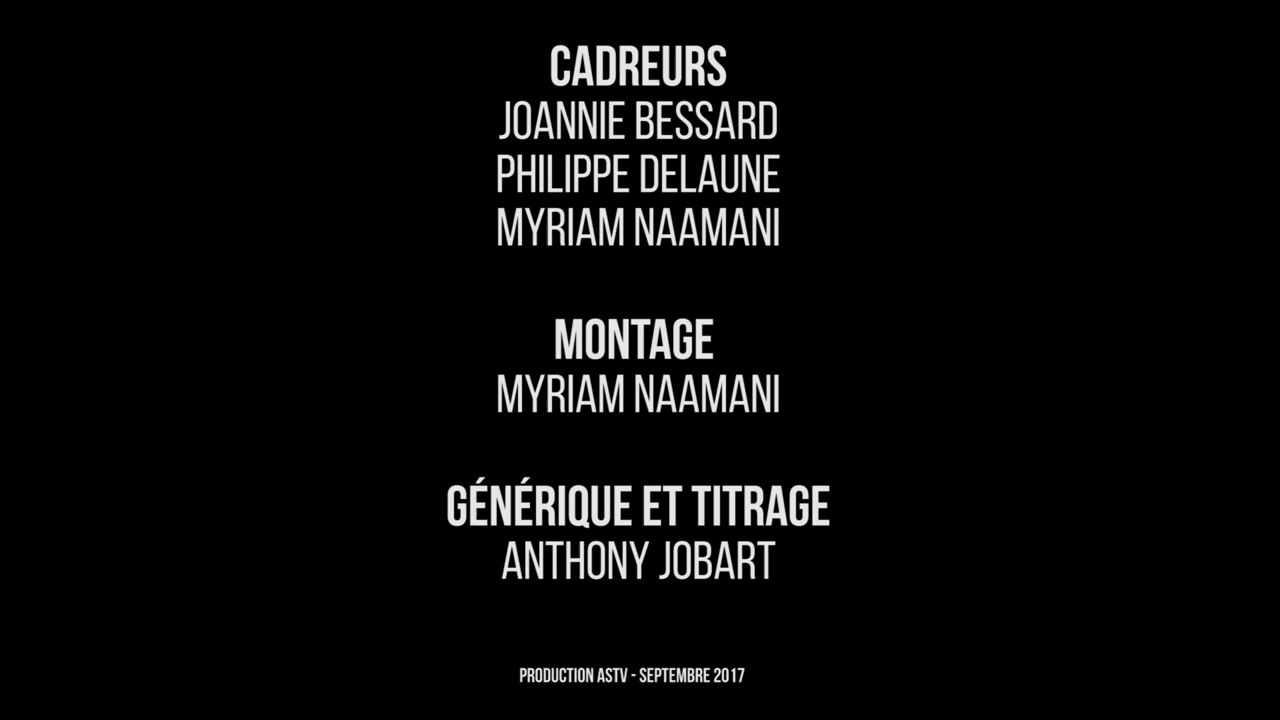 CADREURS
JOANNIE BESSARD
PHILIPPE DELAUNE
MYRIAM NAAMANI
MONTAGE
MYRIAM NAAMANI
GÉNÉRIQUE ET TITRAGE
ANTHONY JOBART
PRODUCTION ASTV - SEPTEMBRE 2017